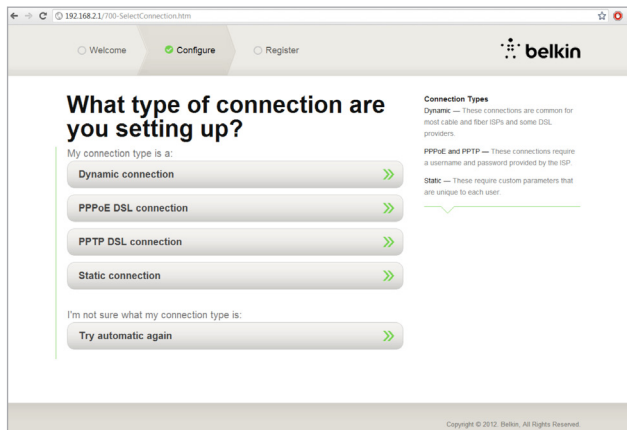 192.168.2.1/700-SelectConnection.htm
Welcome
Configure
Register
belkin
What type of connection are
you setting up?
My connection type is a:
Dynamic connection
PPPoE DSL connection
PPTP DSL connection
Static connection
I'm not sure what my connection type is:
Try automatic again
Connection Types
Dynamic — These connections are common for
most cable and fiber ISPs and some DSL
providers.
PPPoE and PPTP — These connections require
a username and password provided by the ISP.
Static — These require custom parameters that
are unique to each user.
Copyright © 2012. Belkin, All Rights Reserved.